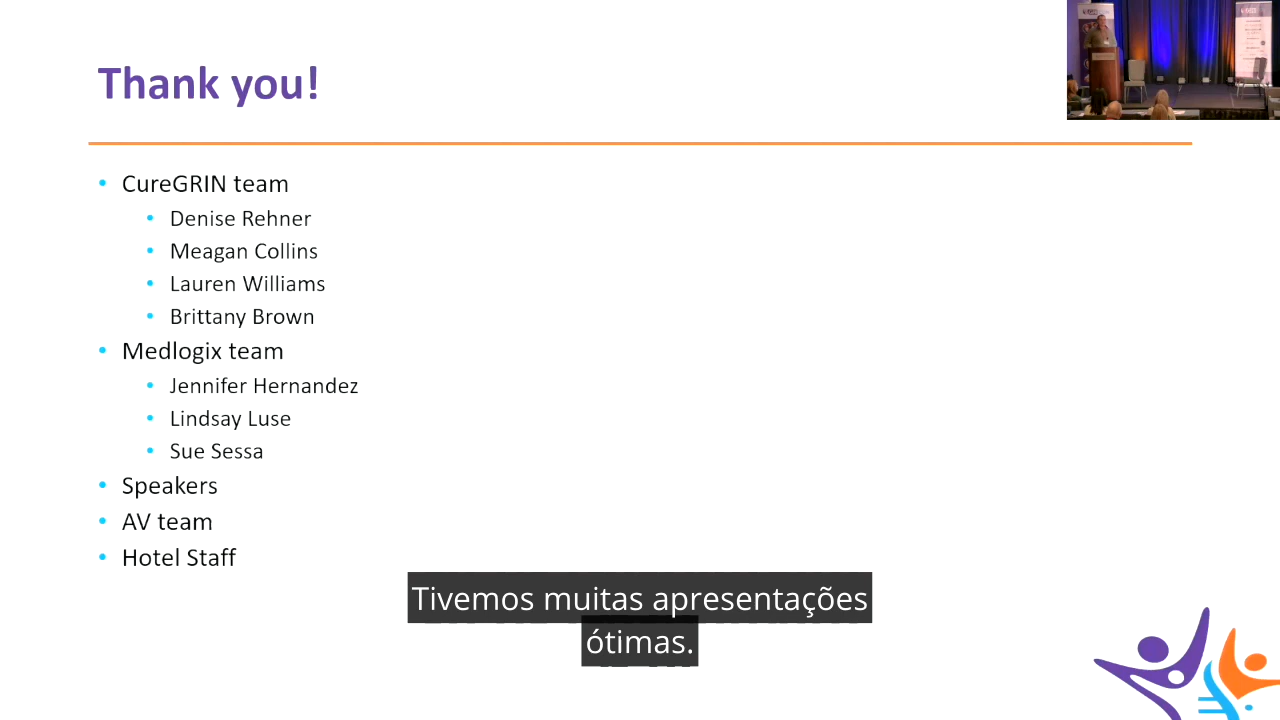 Thank you!
CureGRIN team
Denise Rehner
Meagan Collins
Lauren Williams
Brittany Brown
Medlogix team
Jennifer Hernandez
Lindsay Luse
Sue Sessa
Speakers
AV team
Hotel Staff
Tivemos muitas apresentações
ótimas.